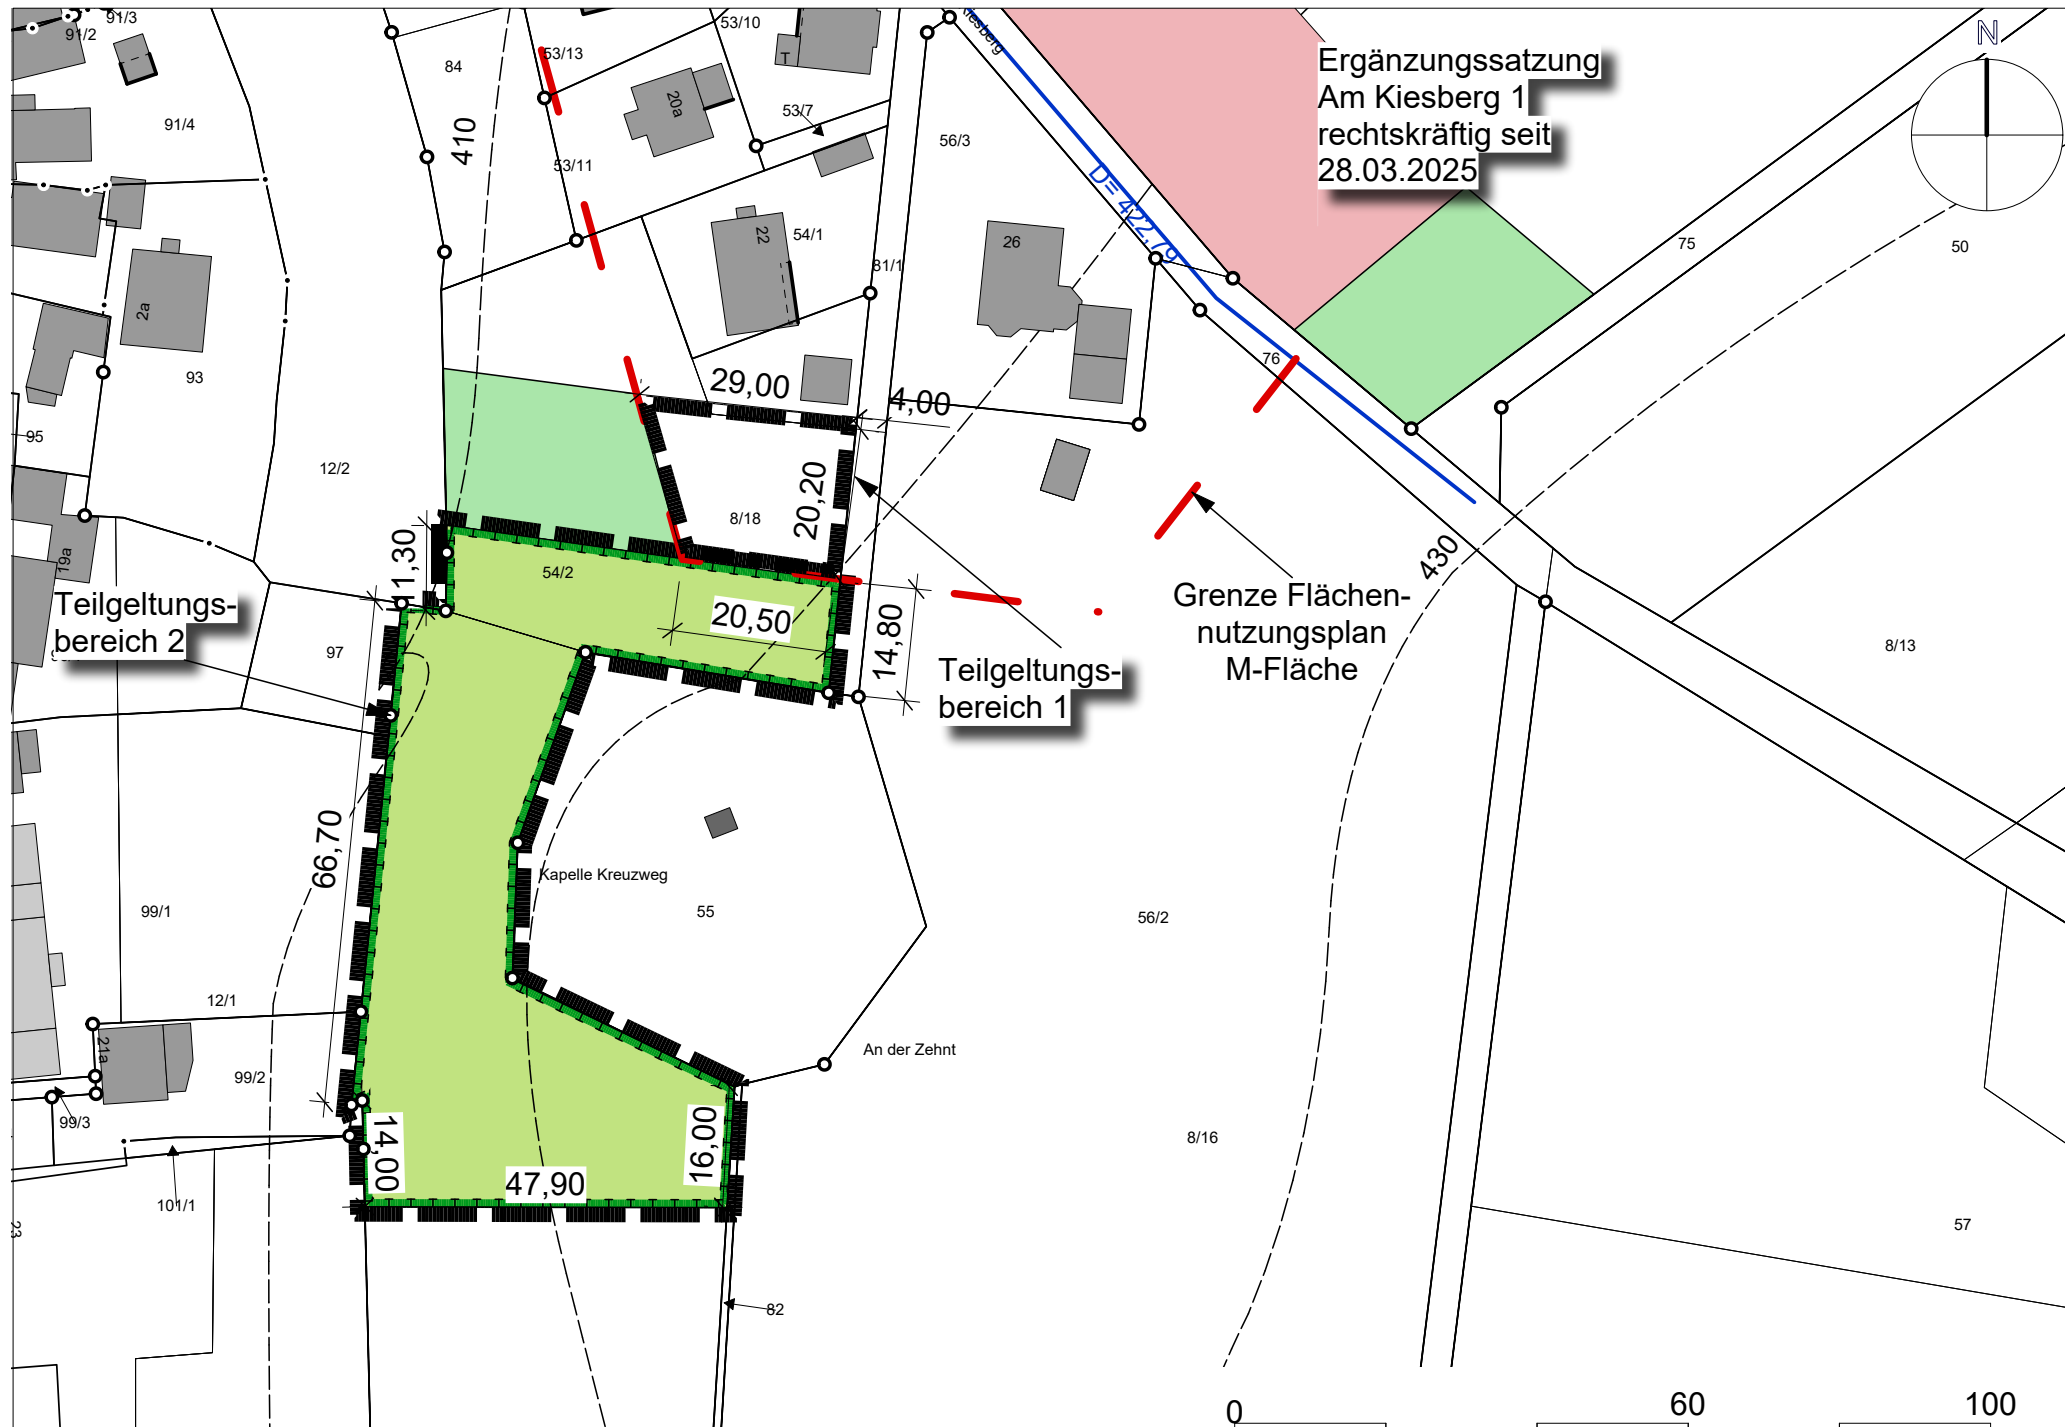 91/3
91/2
84
53/13
53/10
T
Kiesberg
Ergänzungssatzung
Am Kiesberg 1
rechtskräftig seit
28.03.2025
N
91/4
410
20a
53/7
56/3
53/11
D= 422,79
22
54/1
26
81/1
75
50
2a
93
76
29,00
4,00
95
12/2
8/18
20,20
19a
11,30
54/2
430
Teilgeltungs-
bereich 2
97
20,50
14,80
Teilgeltungs-
bereich 1
Grenze Flächen-
nutzungsplan
M-Fläche
8/13
66,70
Kapelle Kreuzweg
55
99/1
56/2
12/1
21a
An der Zehnt
99/2
99/3
14,00
16,00
8/16
47,90
101/1
23
57
82
0
60
100